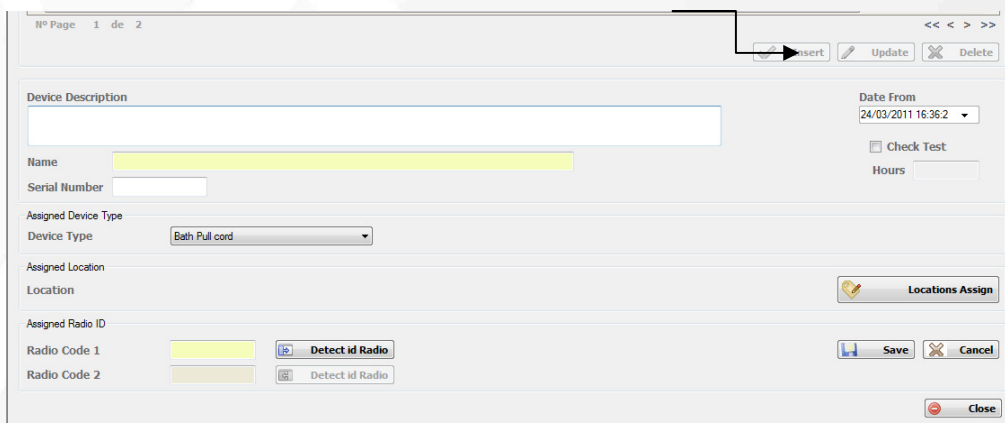 Nº Page 1 de 2 << < > >>
Insert Update Delete
Device Description Date From
24/03/2011 16:36:2
Check Test
Name
Hours
Serial Number
Assigned Device Type
Device Type Bath Pull cord
Assigned Location
Location Locations Assign
Assigned Radio ID
Radio Code 1 Detect id Radio Save Cancel
Radio Code 2 Detect id Radio
Close